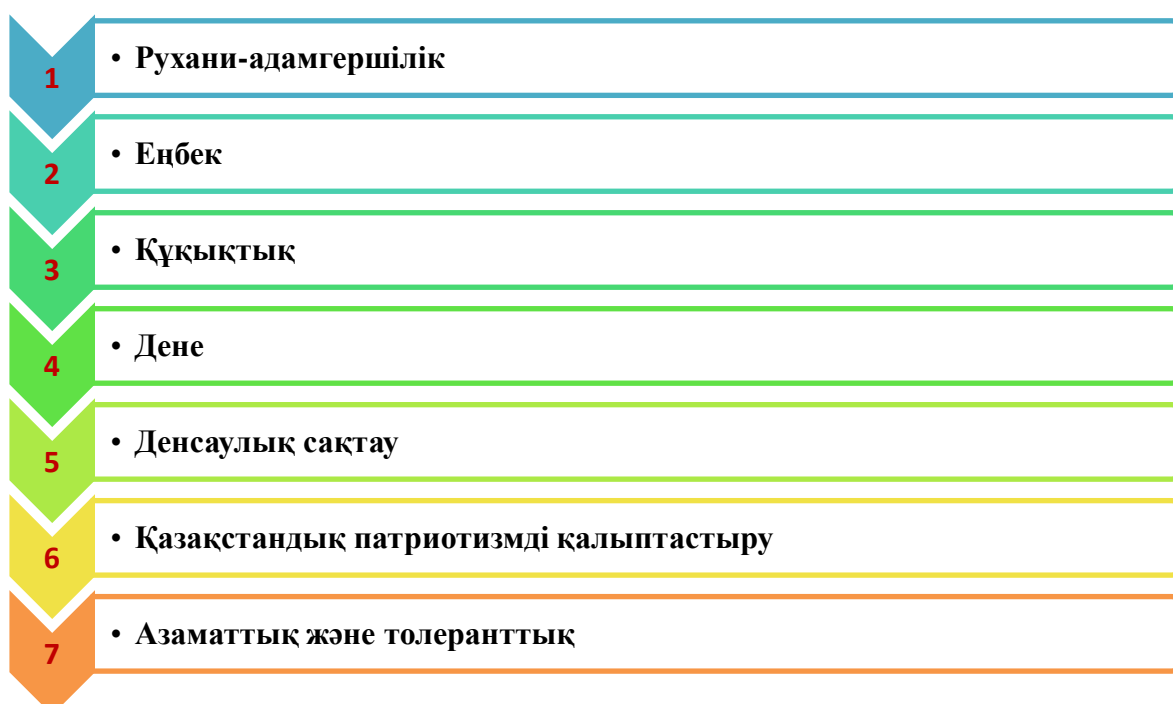 1
• Рухани-адамгершілік
2
• Еңбек
3
• Құқықтық
4
• Дене
5
• Денсаулық сақтау
6
• Қазақстандық патриотизмді қалыптастыру
7
• Азаматтық және толеранттық